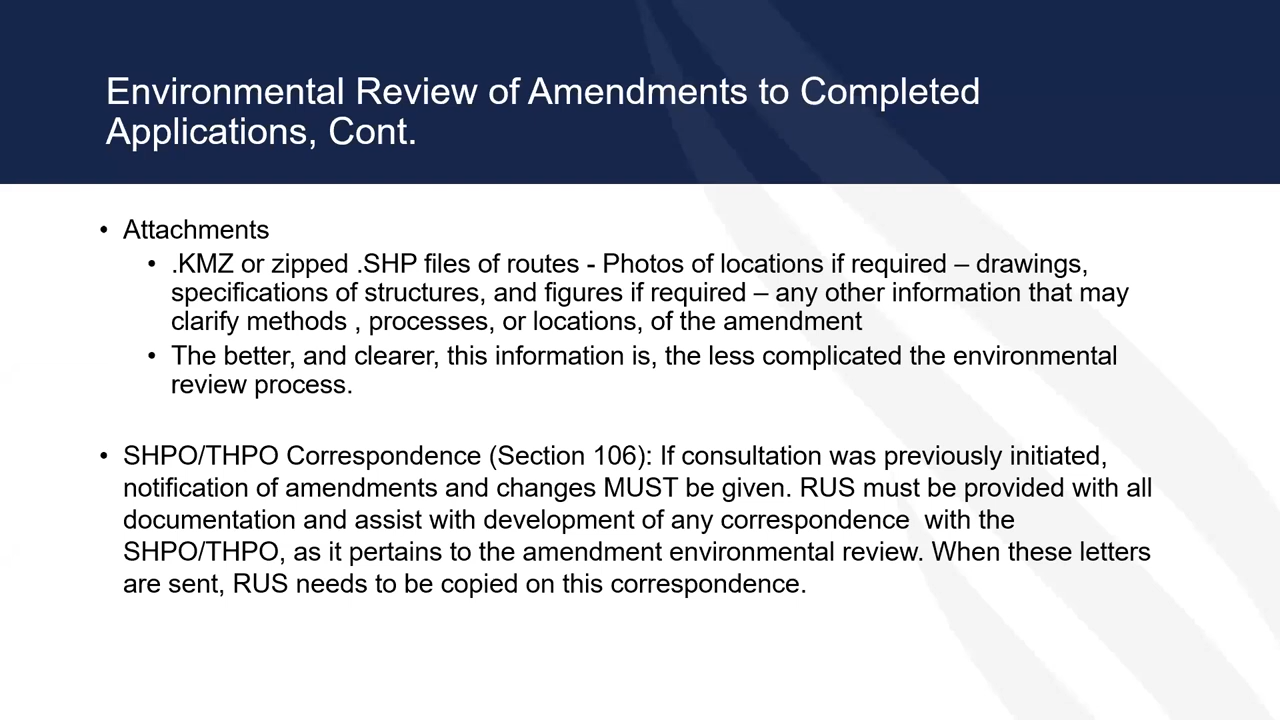 Environmental Review of Amendments to Completed
Applications, Cont.
• Attachments
• .KMZ or zipped .SHP files of routes - Photos of locations if required – drawings,
specifications of structures, and figures if required – any other information that may
clarify methods , processes, or locations, of the amendment
• The better, and clearer, this information is, the less complicated the environmental
review process.
• SHPO/THPO Correspondence (Section 106): If consultation was previously initiated,
notification of amendments and changes MUST be given. RUS must be provided with all
documentation and assist with development of any correspondence  with the
SHPO/THPO, as it pertains to the amendment environmental review. When these letters
are sent, RUS needs to be copied on this correspondence.